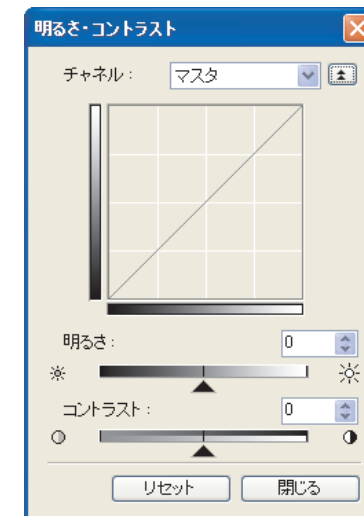 明るさ・コントラスト
チャネル： マスタ
明るさ： 0
コントラスト： 0
リセット 閉じる